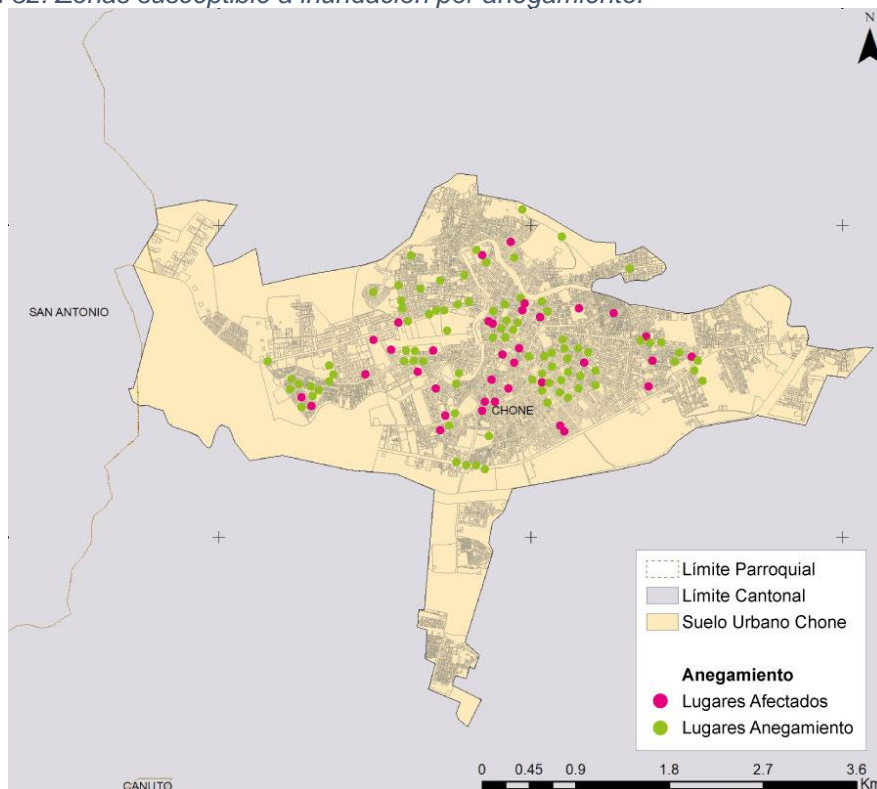 Zonas susceptible a inundación por anegamiento.
N
SAN ANTONIO
CHONE
CANUTO
Límite Parroquial
Límite Cantonal
Suelo Urbano Chone
Anegamiento
Lugares Afectados
Lugares Anegamiento
0 0.45 0.9 1.8 2.7 3.6
Km